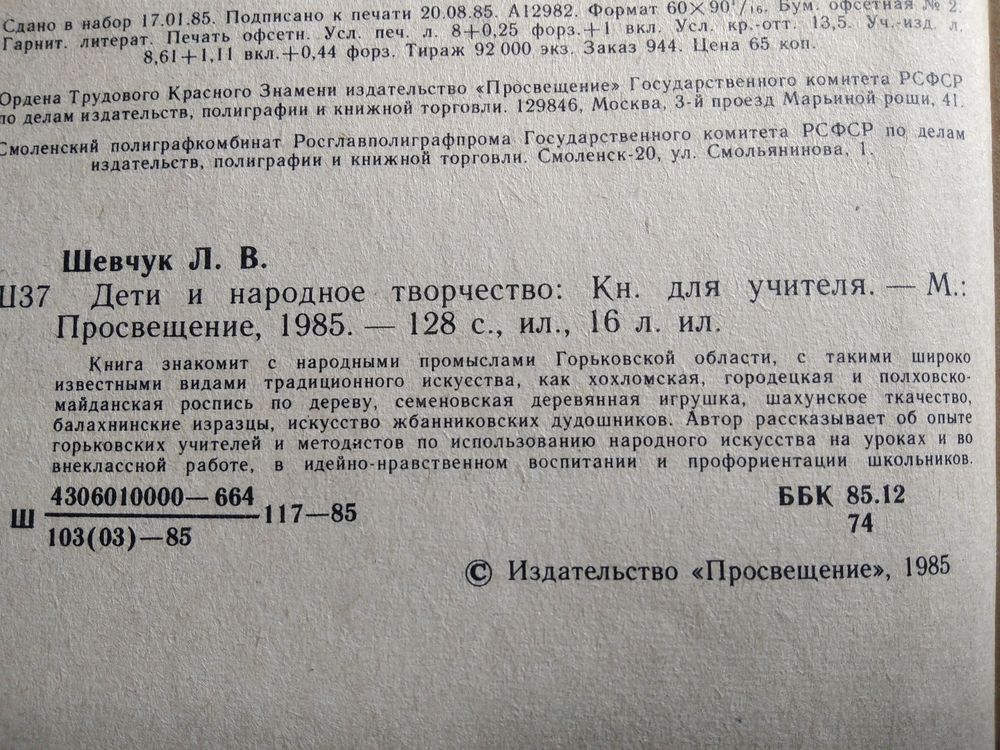 Сдано в набор 17.01.85. Подписано к печати 20.08.85. А12982. Формат 60×90¹/₁₆. Бум. офсетная № 2.
Гарнит. литерат. Печать офсетн. Усл. печ. л. 8+0,25 форз.+1 вкл. Усл. кр.-отт. 13,5. Уч.-изд. л.
8,61+1,11 вкл.+0,44 форз. Тираж 92 000 экз. Заказ 944. Цена 65 коп.
Ордена Трудового Красного Знамени издательство «Просвещение» Государственного комитета РСФСР
по делам издательств, полиграфии и книжной торговли. 129846, Москва, 3-й проезд Марьиной рощи, 41.
Смоленский полиграфкомбинат Росглавполиграфпрома Государственного комитета РСФСР по делам
издательств, полиграфии и книжной торговли. Смоленск-20, ул. Смольянинова, 1.
Шевчук Л. В.
Ш37 Дети и народное творчество: Кн. для учителя. — М.:
Просвещение, 1985. — 128 с., ил., 16 л. ил.
Книга знакомит с народными промыслами Горьковской области, с такими широко
известными видами традиционного искусства, как хохломская, городецкая и полховско-
майданская роспись по дереву, семеновская деревянная игрушка, шахунское ткачество,
балахнинские изразцы, искусство жбанниковских дудошников. Автор рассказывает об опыте
горьковских учителей и методистов по использованию народного искусства на уроках и во
внеклассной работе, в идейно-нравственном воспитании и профориентации школьников.
4306010000—664
Ш 117—85
103(03)—85
ББК 85.12
74
© Издательство «Просвещение», 1985